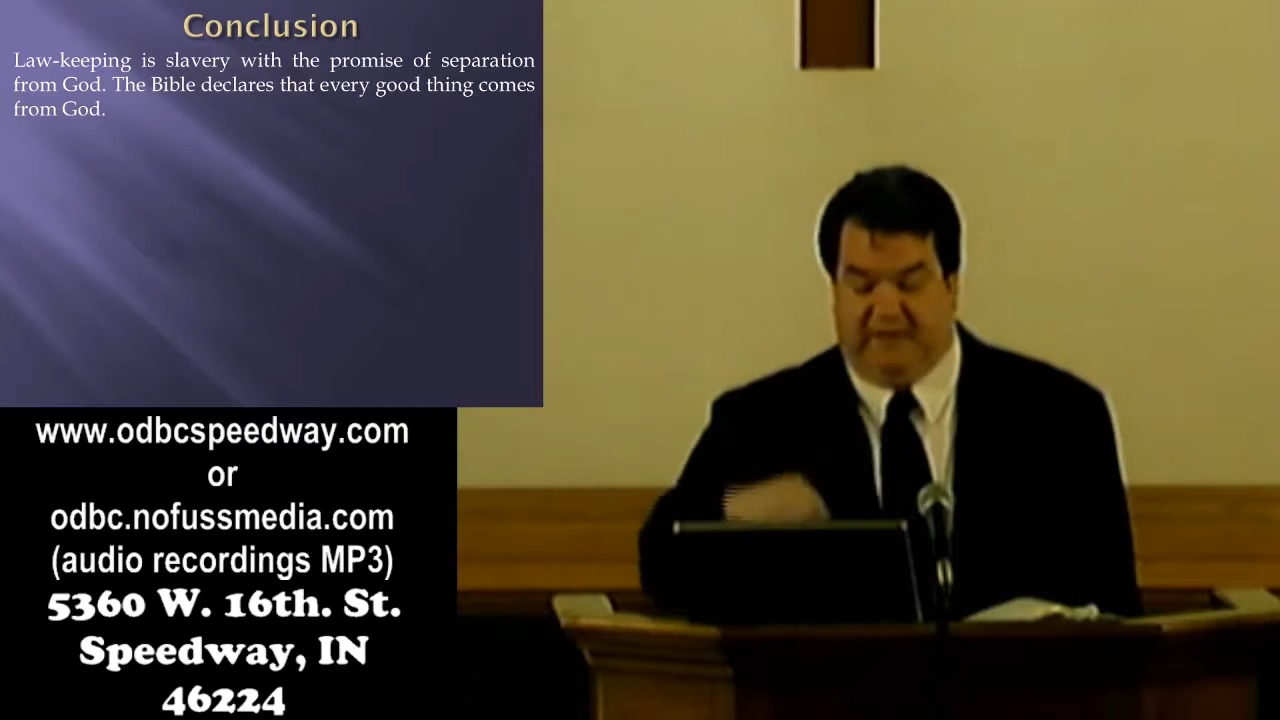 Conclusion
Law-keeping is slavery with the promise of separation
from God. The Bible declares that every good thing comes
from God.
www.odbcspeedway.com
or
odbc.nofussmedia.com
(audio recordings MP3)
5360 W. 16th. St.
Speedway, IN
46224